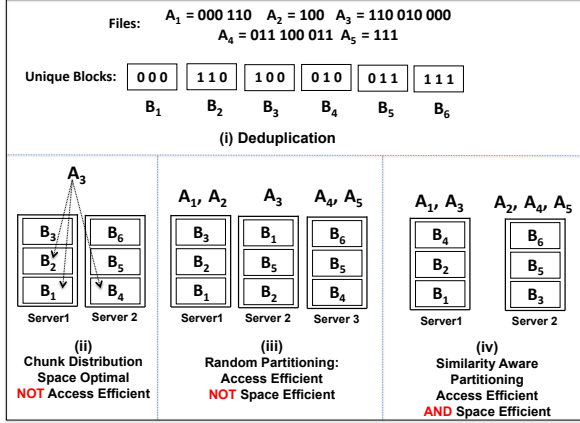 Files: A1 = 000 110 A2 = 100 A3 = 110 010 000
A4 = 011 100 011 A5 = 111
Unique Blocks: 0 0 0 1 1 0 1 0 0 0 1 0 0 1 1 1 1 1
B1 B2 B3 B4 B5 B6
(i) Deduplication
A3
B3 B6
B2 B5
B1 B4
Server1 Server 2
(ii)
Chunk Distribution
Space Optimal
NOT Access Efficient
A1, A2 A3 A4, A5
B3 B1 B6
B2 B5 B5
B1 B2 B4
Server1 Server 2 Server 3
(iii)
Random Partitioning:
Access Efficient
NOT Space Efficient
A1, A3 A2, A4, A5
B4 B6
B2 B5
B1 B3
Server1 Server 2
(iv)
Similarity Aware
Partitioning
Access Efficient
AND Space Efficient